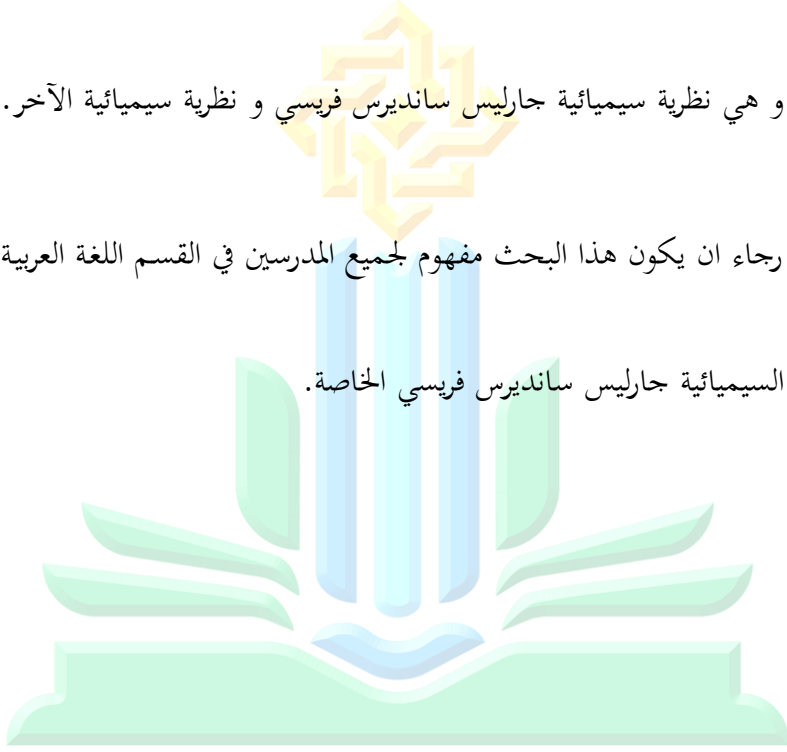 و هي نظرية سيميائية جارليس سانديرس فريسي و نظرية سيميائية الآخر.
رجاء ان يكون هذا البحث مفهوم لجميع المدرسين في القسم اللغة العربية
السيميائية جارليس سانديرس فريسي الخاصة.